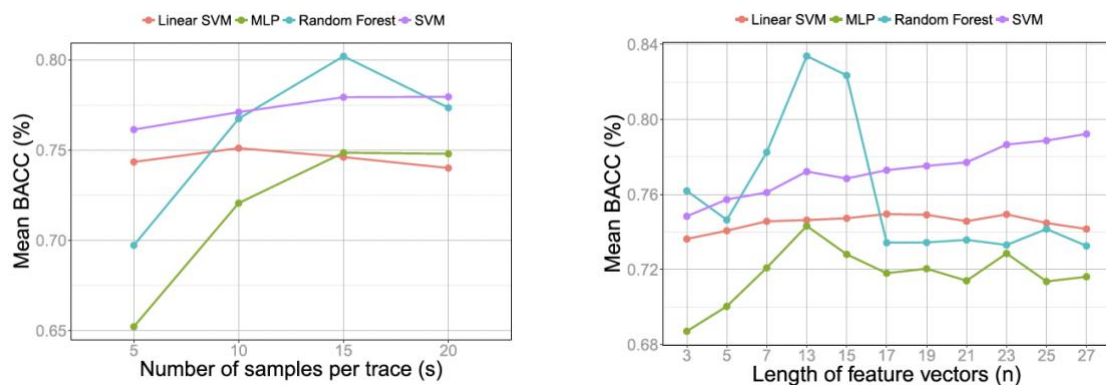 Linear SVM MLP Random Forest SVM
Mean BACC (%)
0.80
0.75
0.70
0.65
5 10 15 20
Number of samples per trace (s)
Linear SVM MLP Random Forest SVM
Mean BACC (%)
0.84
0.80
0.76
0.72
0.68
3 5 7 13 15 17 19 21 23 25 27
Length of feature vectors (n)